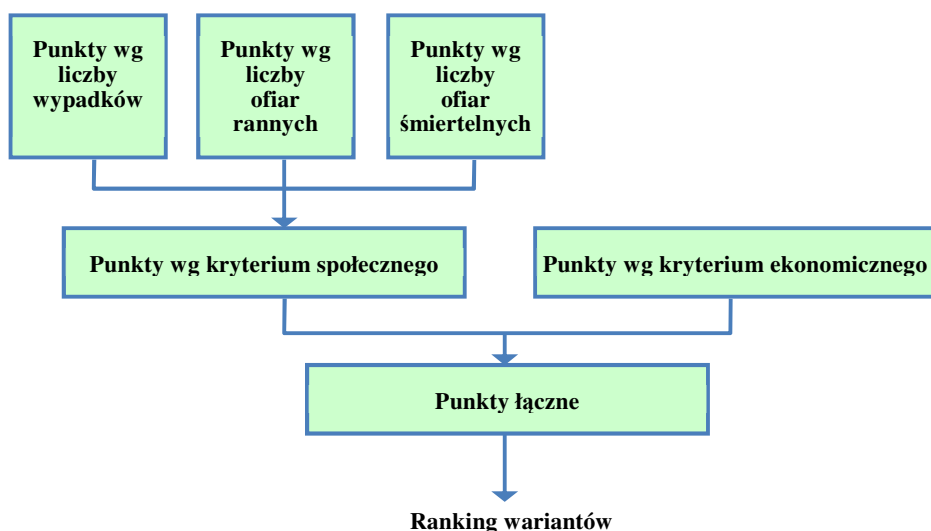 Punkty wg
liczby
wypadków
Punkty wg
liczby
ofiar
rannych
Punkty wg
liczby
ofiar
śmiertelnych
Punkty wg kryterium społecznego
Punkty wg kryterium ekonomicznego
Punkty łączne
Ranking wariantów